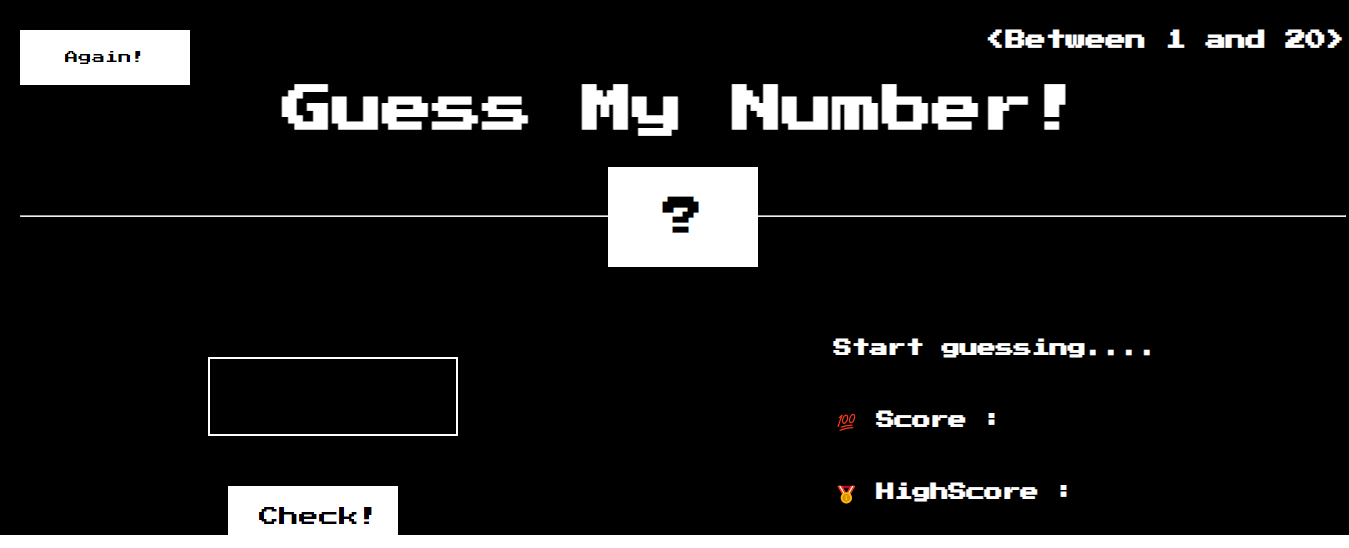 Again!
<Between 1 and 20>
Guess My Number!
?
Start guessing....
💯 Score :
🥇 HighScore :
Check!